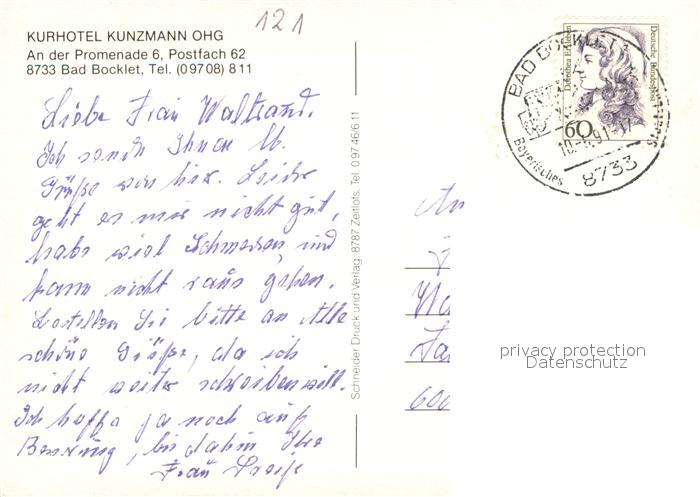 121
KURHOTEL KUNZMANN OHG
An der Promenade 6, Postfach 62
8733 Bad Bocklet, Tel. (09708) 811
Liebe Frau Waltraud.
Ich sende Ihnen lb.
Grüße von hier. Leider
geht es mir nicht gut,
habe viel Schmerzen, und
kann nicht raus gehen.
Bestellen Sie bitte an Alle
schöne Grüße, da ich
nicht weiter schreiben will.
Ich hoffe ja noch auf
Besserung, bis dahin Ihre
Frau
Schneider Druck und Verlag, 8787 Zeitlofs, Tel. 09746/611
Dorothea Erxleben
Deutsche Bundespost
60
BAD BOCKLET
Bayerisches
8733
An
600
privacy protection
Datenschutz